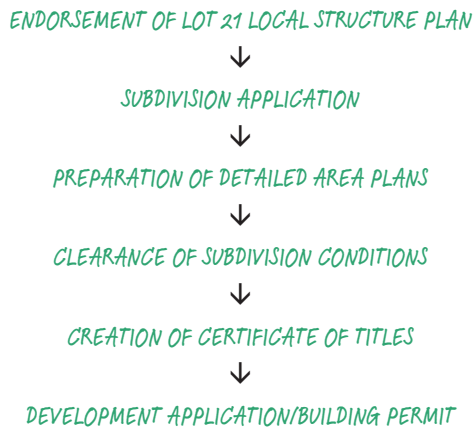 ENDORSEMENT OF LOT 21 LOCAL STRUCTURE PLAN
SUBDIVISION APPLICATION
PREPARATION OF DETAILED AREA PLANS
CLEARANCE OF SUBDIVISION CONDITIONS
CREATION OF CERTIFICATE OF TITLES
DEVELOPMENT APPLICATION/BUILDING PERMIT